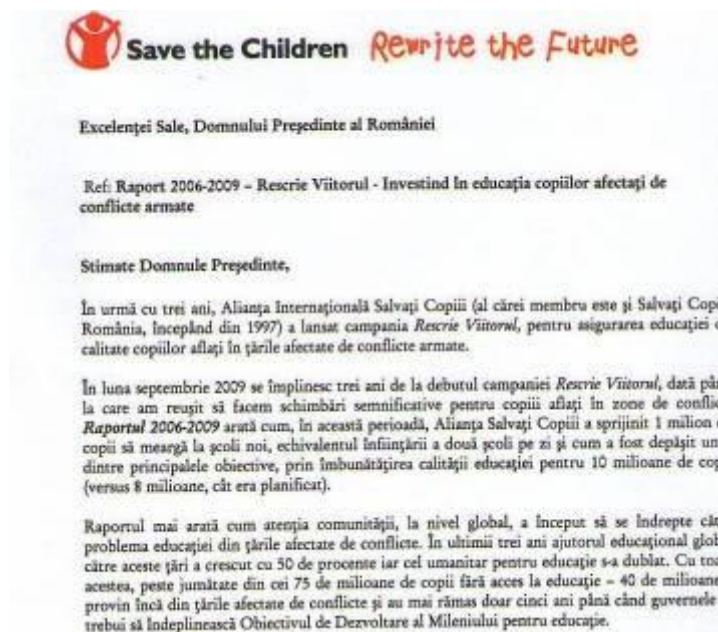 Save the Children Rewrite the Future
Excelenței Sale, Domnului Președinte al României
Ref: Raport 2006-2009 – Rescrie Viitorul - Investind în educația copiilor afectați de
conflicte armate
Stimate Domnule Președinte,
În urmă cu trei ani, Alianța Internațională Salvați Copiii (al cărei membru este și Salvați
România, începând din 1997) a lansat campania Rescrie Viitorul, pentru asigurarea educației
calitate copiilor aflați în țările afectate de conflicte armate.
În luna septembrie 2009 se împlinesc trei ani de la debutul campaniei Rescrie Viitorul, dată
la care am reușit să facem schimbări semnificative pentru copiii aflați în zone de
Raportul 2006-2009 arată cum, în această perioadă, Alianța Salvați Copiii a sprijinit 1 milion
copii să meargă la școli noi, echivalentul înființării a două școli pe zi și cum a fost depășit
dintre principalele obiective, prin îmbunătățirea calității educației pentru 10 milioane de
(versus 8 milioane, cât era planificat).
Raportul mai arată cum atenția comunității, la nivel global, a început să se îndrepte
problema educației din țările afectate de conflicte. În ultimii trei ani ajutorul educațional
către aceste țări a crescut cu 50 de procente iar cel umanitar pentru educație s-a dublat. Cu
acestea, peste jumătate din cei 75 de milioane de copii fără acces la educație – 40 de milioane
provin încă din țările afectate de conflicte și au mai rămas doar cinci ani până când guvernele
trebui să îndeplinească Obiectivul de Dezvoltare al Mileniului pentru educație.